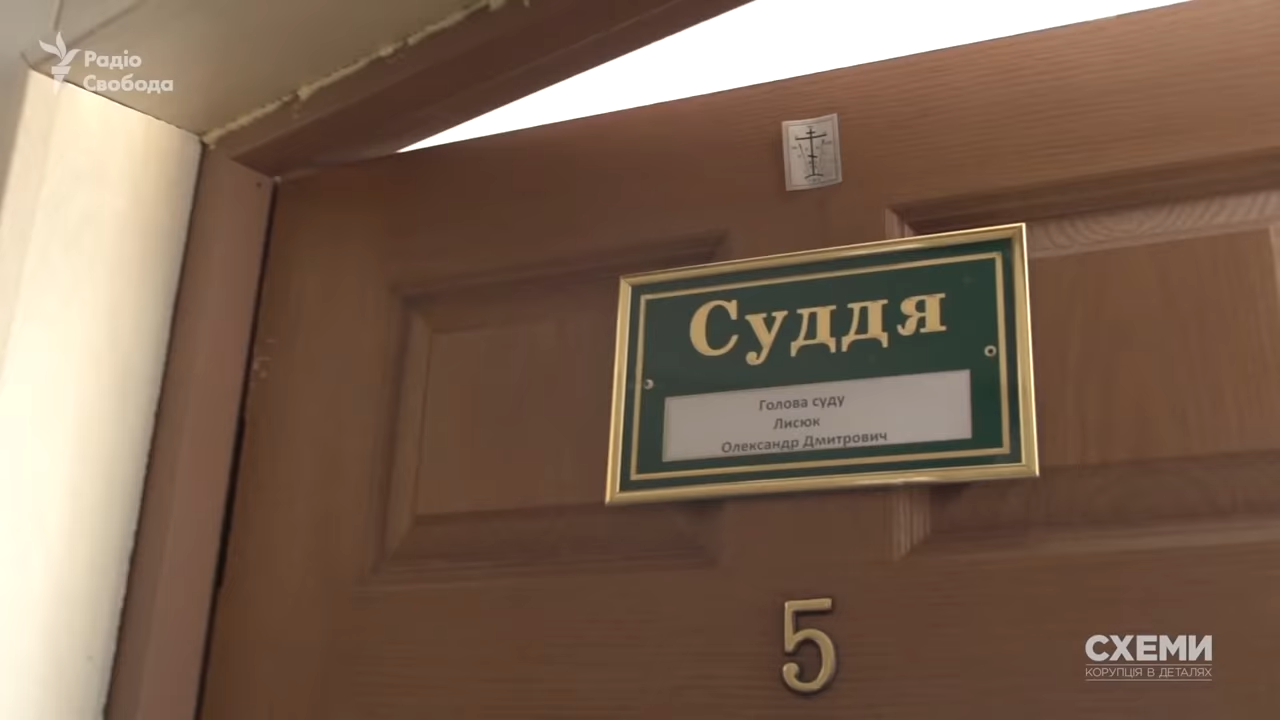 Радіо
Свобода
Суддя
Голова суду
Лисюк
Олександр Дмитрович
5
СХЕМИ
КОРУПЦІЯ В ДЕТАЛЯХ